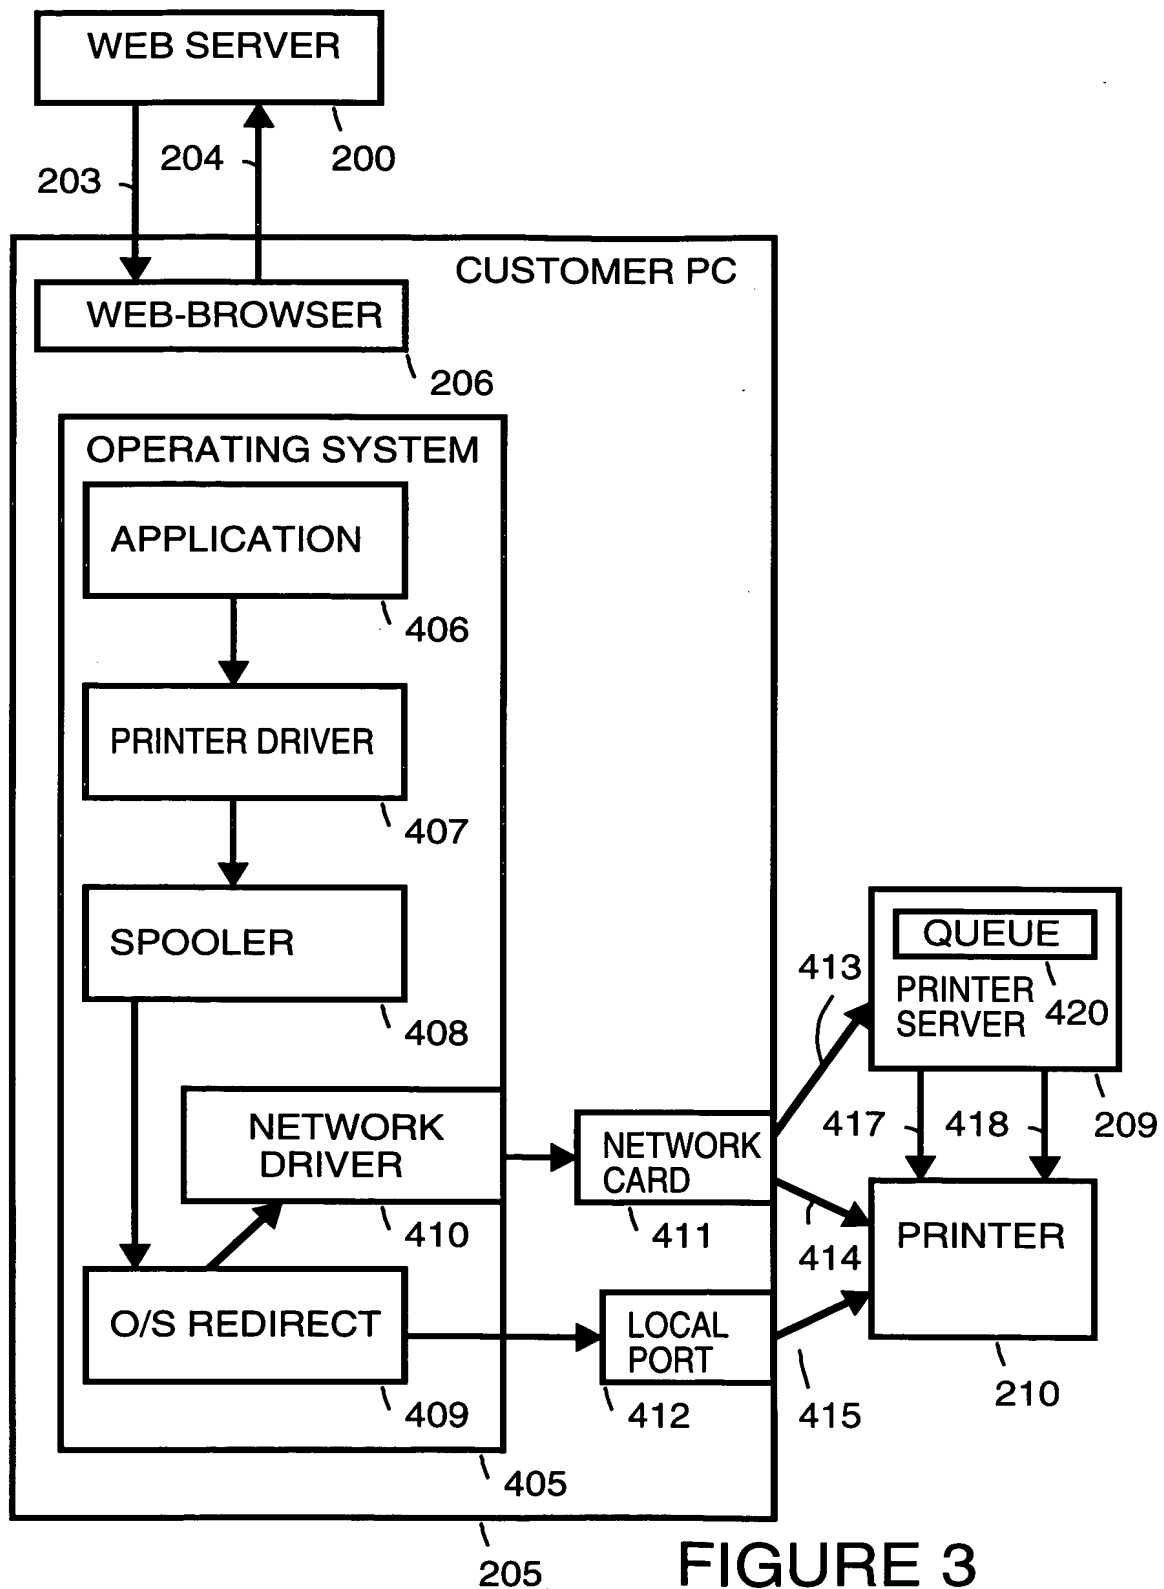 WEB SERVER
200
203
204
CUSTOMER PC
WEB-BROWSER
206
OPERATING SYSTEM
APPLICATION
406
PRINTER DRIVER
407
SPOOLER
408
NETWORK
DRIVER
410
O/S REDIRECT
409
405
205
NETWORK
CARD
411
LOCAL
PORT
412
413
414
415
QUEUE
420
PRINTER
SERVER
209
417
418
PRINTER
210
FIGURE 3